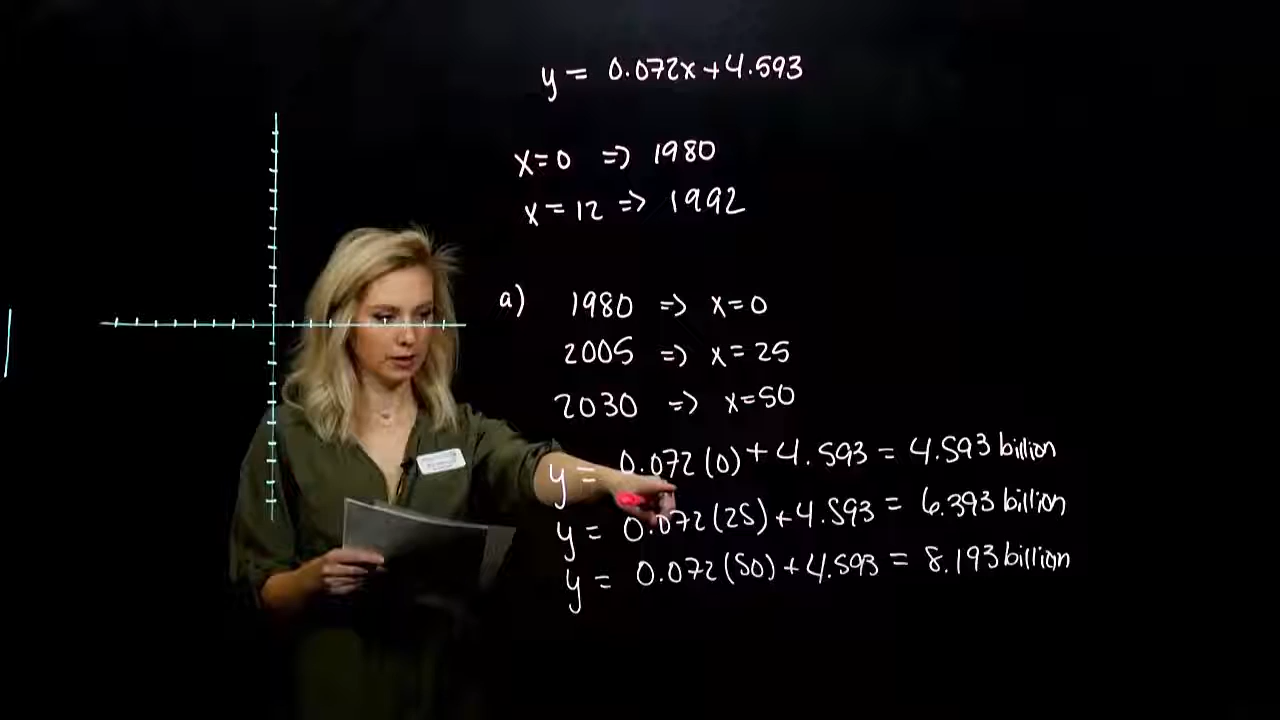 y = 0.072x+4.593
x=0 => 1980
x=12 => 1992
a) 1980 => x=0
2005 => x=25
2030 => x=50
y = 0.072(0)+4.593 = 4.593 billion
y = 0.072(25)+4.593 = 6.393 billion
y = 0.072(50)+4.593 = 8.193 billion